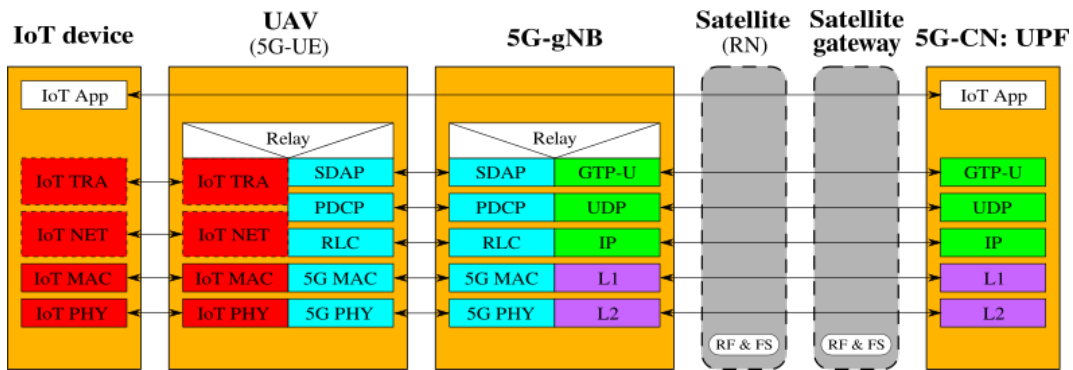 IoT device
UAV
(5G-UE)
5G-gNB
Satellite
(RN)
Satellite
gateway
5G-CN: UPF
IoT App
IoT App
Relay
Relay
IoT TRA
IoT TRA
SDAP
SDAP
GTP-U
GTP-U
PDCP
PDCP
UDP
UDP
IoT NET
IoT NET
RLC
RLC
IP
IP
IoT MAC
IoT MAC
5G MAC
5G MAC
L1
L1
IoT PHY
IoT PHY
5G PHY
5G PHY
L2
L2
RF & FS
RF & FS